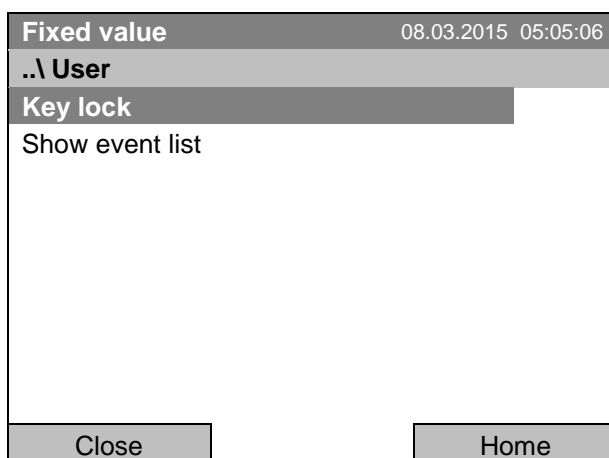 Fixed value 08.03.2015 05:05:06
..\ User
Key lock
Show event list
Close Home